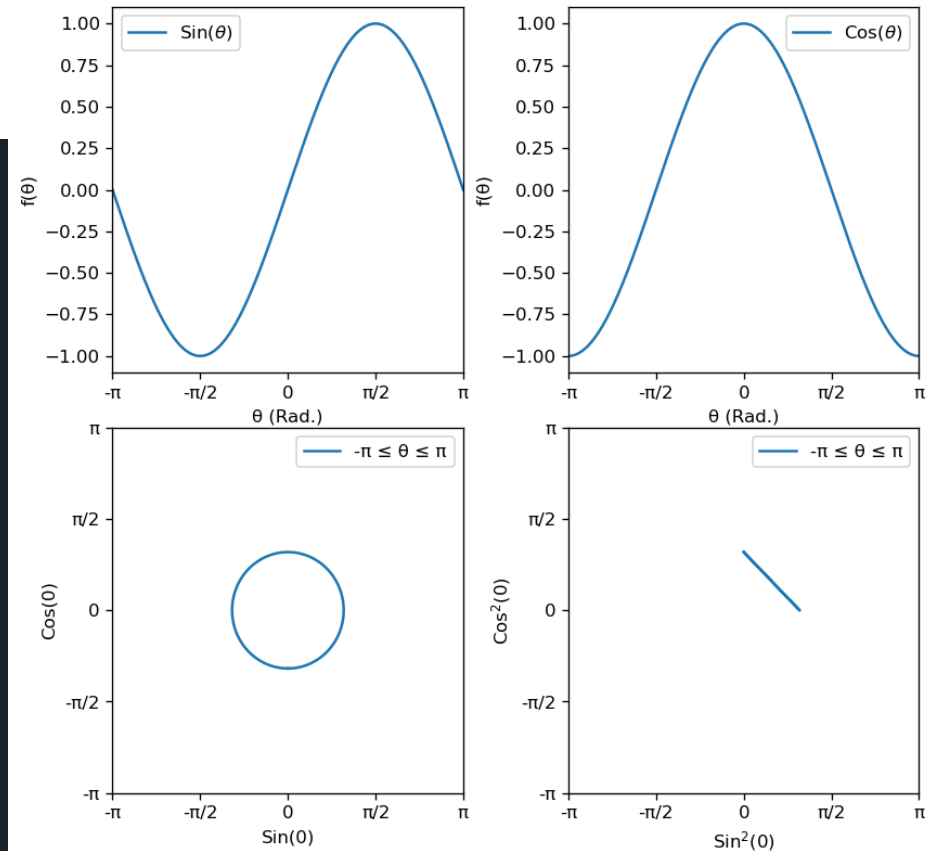 Sin(θ)
1.00
0.75
0.50
0.25
0.00
−0.25
−0.50
−0.75
−1.00
f(θ)
-π
-π/2
0
π/2
π
θ (Rad.)
Cos(θ)
1.00
0.75
0.50
0.25
0.00
−0.25
−0.50
−0.75
−1.00
f(θ)
-π
-π/2
0
π/2
π
θ (Rad.)
-π ≤ θ ≤ π
π
π/2
0
-π/2
-π
Cos(0)
-π
-π/2
0
π/2
π
Sin(0)
-π ≤ θ ≤ π
π
π/2
0
-π/2
-π
Cos²(0)
-π
-π/2
0
π/2
π
Sin²(0)